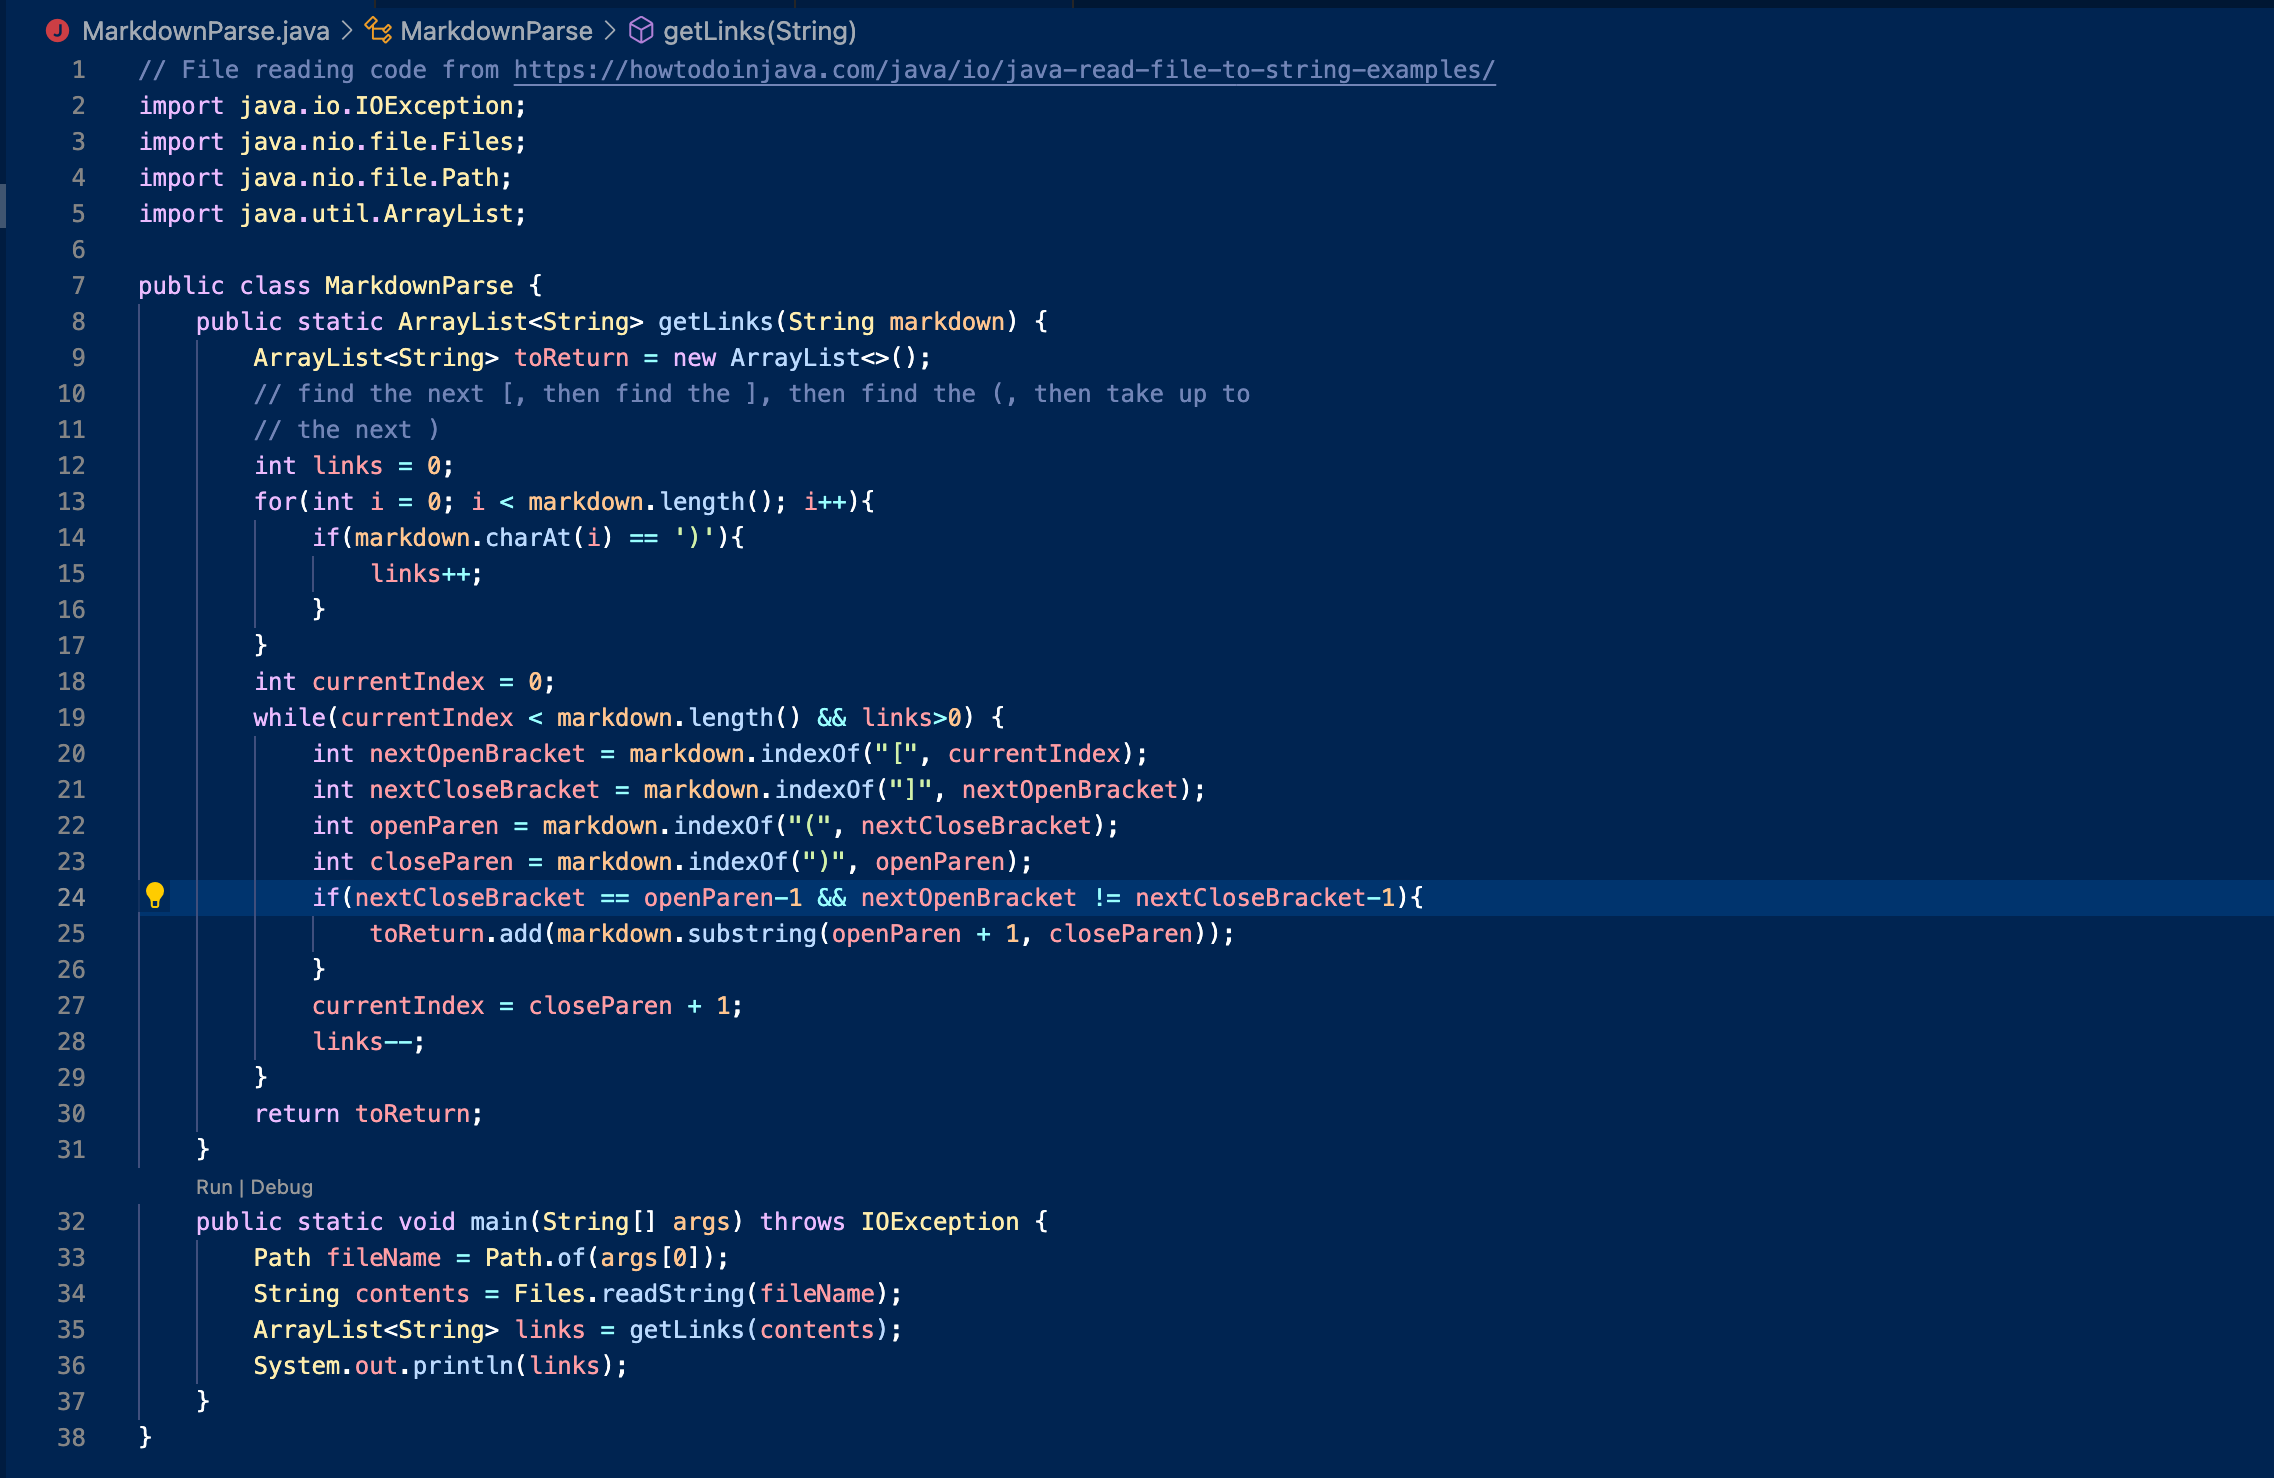 MarkdownParse.java > MarkdownParse > getLinks(String)
1 // File reading code from https://howtodoinjava.com/java/io/java-read-file-to-string-examples/
2 import java.io.IOException;
3 import java.nio.file.Files;
4 import java.nio.file.Path;
5 import java.util.ArrayList;
6
7 public class MarkdownParse {
8     public static ArrayList<String> getLinks(String markdown) {
9         ArrayList<String> toReturn = new ArrayList<>();
10         // find the next [, then find the ], then find the (, then take up to
11         // the next )
12         int links = 0;
13         for(int i = 0; i < markdown.length(); i++){
14             if(markdown.charAt(i) == ')'){
15                 links++;
16             }
17         }
18         int currentIndex = 0;
19         while(currentIndex < markdown.length() && links>0) {
20             int nextOpenBracket = markdown.indexOf("[", currentIndex);
21             int nextCloseBracket = markdown.indexOf("]", nextOpenBracket);
22             int openParen = markdown.indexOf("(", nextCloseBracket);
23             int closeParen = markdown.indexOf(")", openParen);
24             if(nextCloseBracket == openParen-1 && nextOpenBracket != nextCloseBracket-1){
25                 toReturn.add(markdown.substring(openParen + 1, closeParen));
26             }
27             currentIndex = closeParen + 1;
28             links--;
29         }
30         return toReturn;
31     }
Run | Debug
32     public static void main(String[] args) throws IOException {
33         Path fileName = Path.of(args[0]);
34         String contents = Files.readString(fileName);
35         ArrayList<String> links = getLinks(contents);
36         System.out.println(links);
37     }
38 }